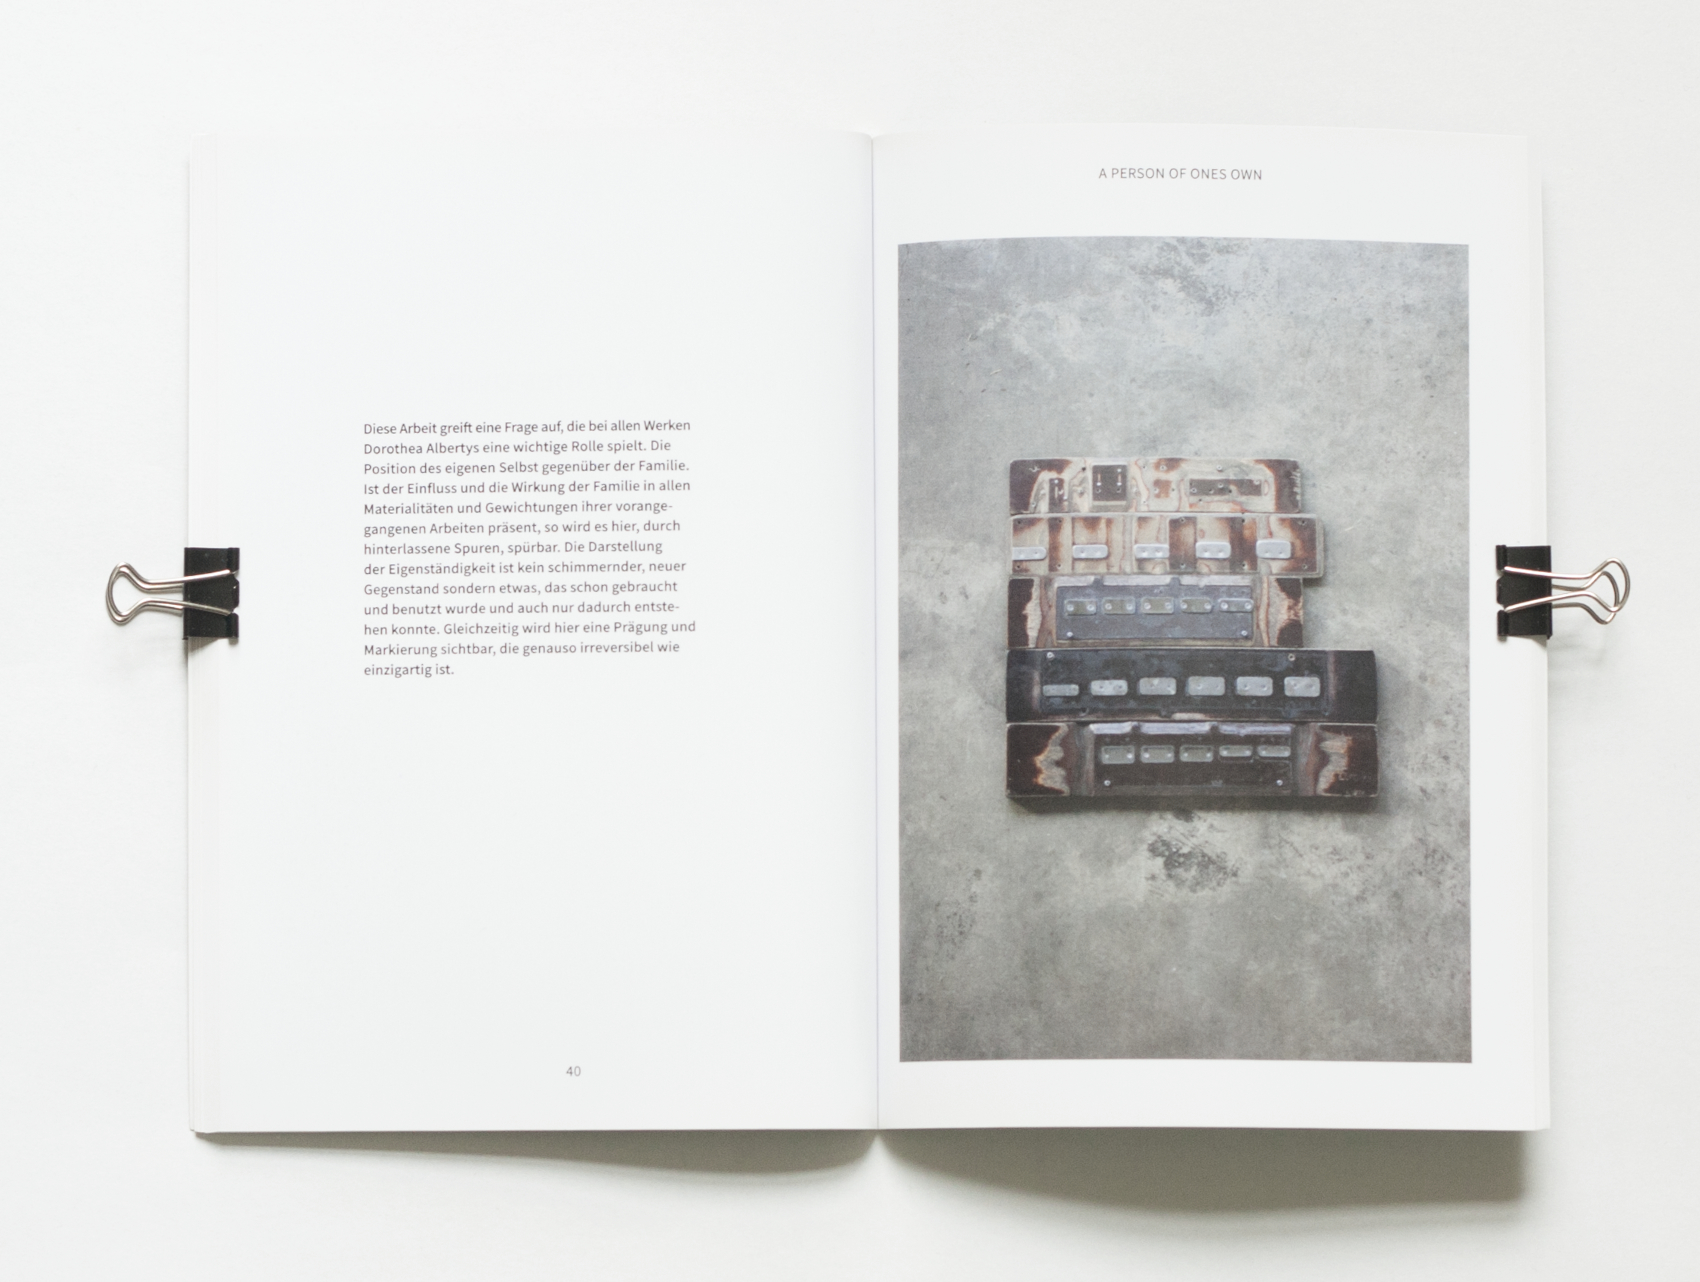 Diese Arbeit greift eine Frage auf, die bei allen Werken
Dorothea Albertys eine wichtige Rolle spielt. Die
Position des eigenen Selbst gegenüber der Familie.
Ist der Einfluss und die Wirkung der Familie in allen
Materialitäten und Gewichtungen ihrer vorange-
gangenen Arbeiten präsent, so wird es hier, durch
hinterlassene Spuren, spürbar. Die Darstellung
der Eigenständigkeit ist kein schimmernder, neuer
Gegenstand sondern etwas, das schon gebraucht
und benutzt wurde und auch nur dadurch entste-
hen konnte. Gleichzeitig wird hier eine Prägung und
Markierung sichtbar, die genauso irreversibel wie
einzigartig ist.
40
A PERSON OF ONES OWN